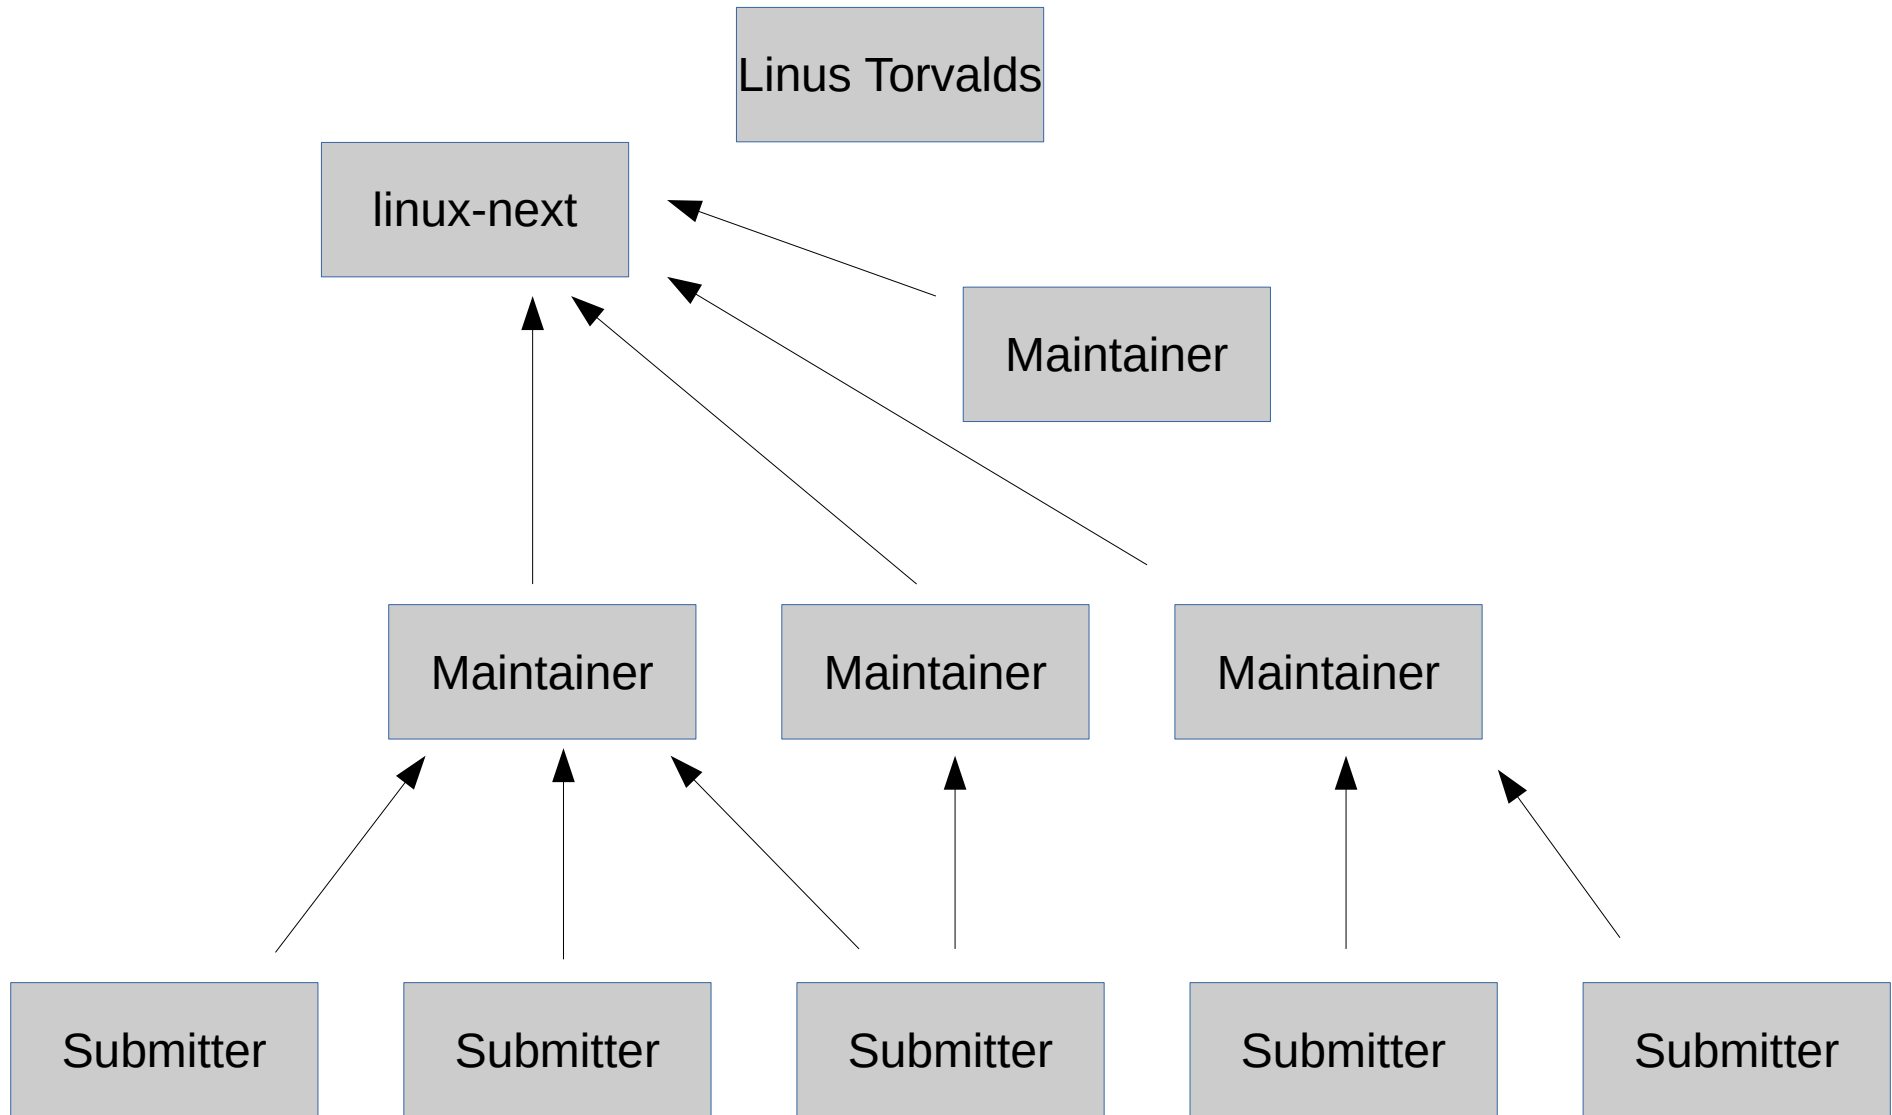 Linus Torvalds
linux-next
Maintainer
Maintainer
Maintainer
Maintainer
Submitter
Submitter
Submitter
Submitter
Submitter